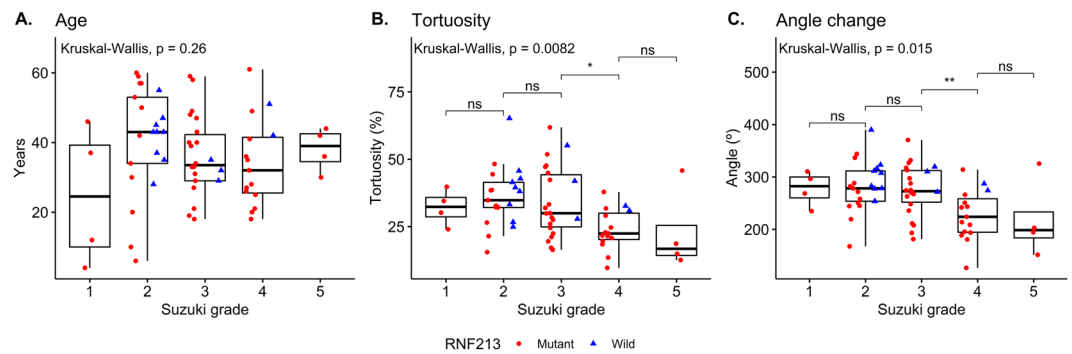 A. Age
Kruskal-Wallis, p = 0.26
Years
60
40
20
1 2 3 4 5
Suzuki grade
B. Tortuosity
Kruskal-Wallis, p = 0.0082
ns
*
ns
ns
Tortuosity (%)
75
50
25
1 2 3 4 5
Suzuki grade
C. Angle change
Kruskal-Wallis, p = 0.015
ns
**
ns
ns
Angle (º)
500
400
300
200
1 2 3 4 5
Suzuki grade
RNF213 Mutant Wild